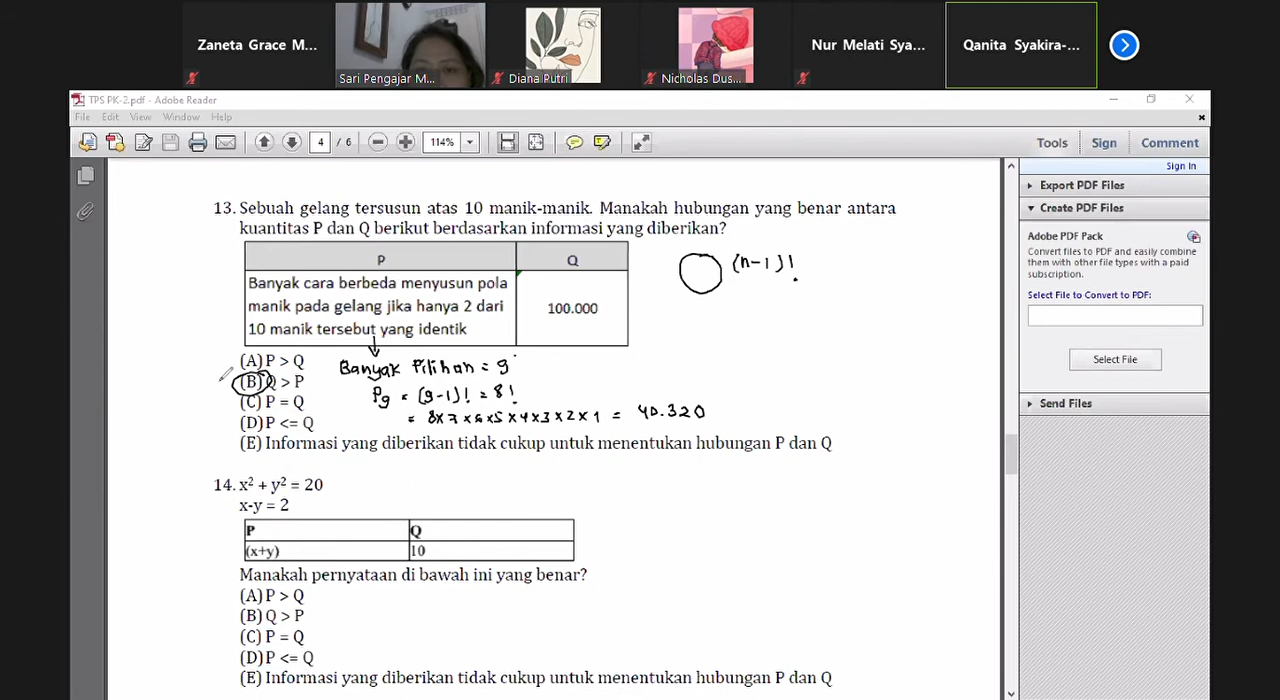 Zaneta Grace M...
Sari Pengajar M...
Diana Putri
Nicholas Dus...
Nur Melati Sya...
Qanita Syakira-...
TPS PK-2.pdf - Adobe Reader
File Edit View Window Help
4 / 6 114% Tools Sign Comment
Sign In
Export PDF Files
Create PDF Files
Adobe PDF Pack
Convert files to PDF and easily combine
them with other file types with a paid
subscription.
Select File to Convert to PDF:
Select File
Send Files
13. Sebuah gelang tersusun atas 10 manik-manik. Manakah hubungan yang benar antara
kuantitas P dan Q berikut berdasarkan informasi yang diberikan?
P Q
Banyak cara berbeda menyusun pola
manik pada gelang jika hanya 2 dari
10 manik tersebut yang identik
100.000
(n-1)!
(A) P > Q
(B) Q > P
(C) P = Q
(D) P <= Q
(E) Informasi yang diberikan tidak cukup untuk menentukan hubungan P dan Q
Banyak Pilihan = 9
P9 = (9-1)! = 8!
= 8x7x6x5x4x3x2x1 = 40.320
14. x² + y² = 20
x-y = 2
P Q
(x+y) 10
Manakah pernyataan di bawah ini yang benar?
(A) P > Q
(B) Q > P
(C) P = Q
(D) P <= Q
(E) Informasi yang diberikan tidak cukup untuk menentukan hubungan P dan Q